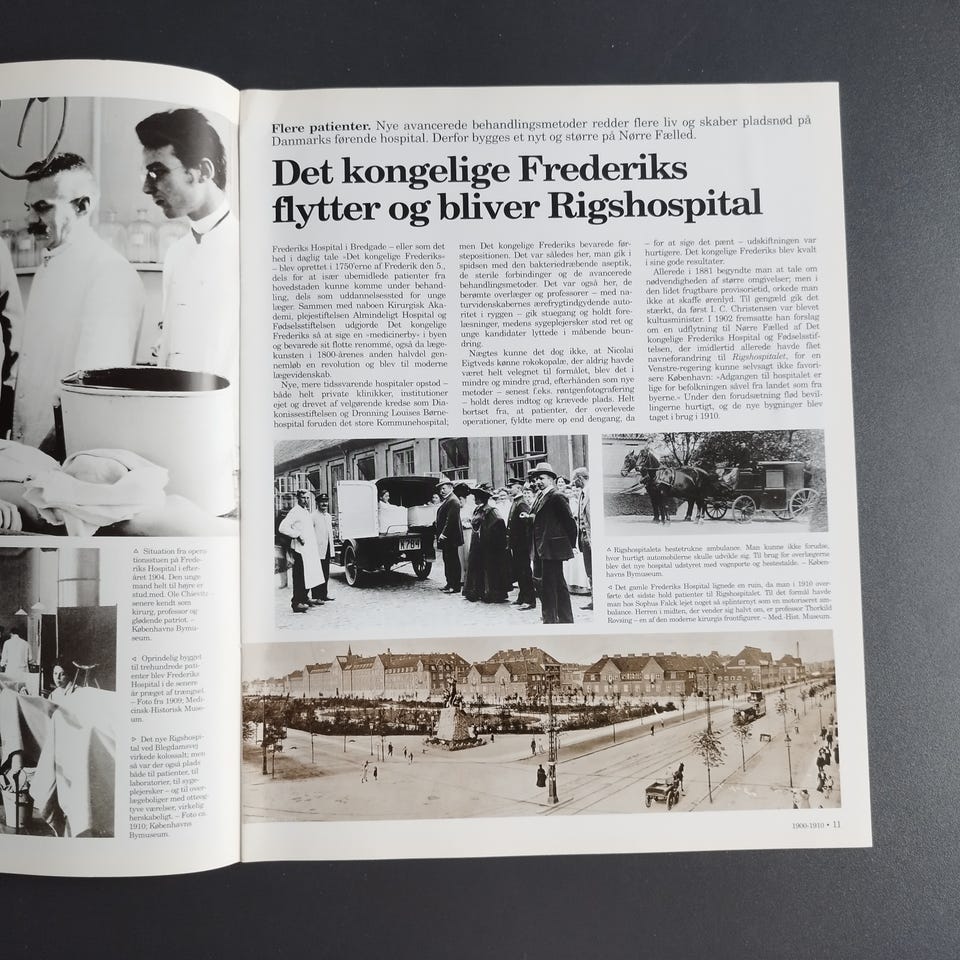 Situation fra opera-
tionsstuen på Frede-
riks Hospital i efter-
året 1904. Den unge
mand helt til højre er
stud.med. Ole Chievitz –
senere kendt som
kirurg, professor og
glødende patriot. –
Københavns Bymu-
seum.
Oprindelig bygget
til trehundrede pati-
enter blev Frederiks
Hospital i de senere
år præget af trængsel.
– Foto fra 1909; Medi-
cinsk-Historisk Muse-
um.
Det nye Rigshospi-
tal ved Blegdamsvej
virkede kolossalt; men
så var der også plads
både til patienter, til
laboratorier, til syge-
plejersker – og til over-
lægeboliger med otteog-
tyve værelser, virkelig
herskabeligt. – Foto ca.
1910; Københavns
Bymuseum.
Flere patienter. Nye avancerede behandlingsmetoder redder flere liv og skaber pladsnød på
Danmarks førende hospital. Derfor bygges et nyt og større på Nørre Fælled.
Det kongelige Frederiks
flytter og bliver Rigshospital
Frederiks Hospital i Bredgade – eller som det
hed i daglig tale »Det kongelige Frederiks«
– blev oprettet i 1750'erne af Frederik den 5.,
dels for at især ubemidlede patienter fra
hovedstaden kunne komme under behand-
ling, dels som uddannelsessted for unge
læger. Sammen med naboen Kirurgisk Aka-
demi, plejestiftelsen Almindeligt Hospital og
Fødselsstiftelsen udgjorde Det kongelige
Frederiks så at sige en »medicinerby« i byen
og bevarede sit flotte renommé, også da læge-
kunsten i 1800-årenes anden halvdel gen-
nemløb en revolution og blev til moderne
lægevidenskab.
Nye, mere tidssvarende hospitaler opstod –
både helt private klinikker, institutioner
ejet og drevet af velgørende kredse som Dia-
konissestiftelsen og Dronning Louises Børne-
hospital foruden det store Kommunehospital;
men Det kongelige Frederiks bevarede før-
stepositionen. Det var således her, man gik i
spidsen med den bakteriedræbende aseptik,
de sterile forbindinger og de avancerede
behandlingsmetoder. Det var også her, de
berømte overlæger og professorer – med na-
turvidenskabernes ærefrygtindgydende auto-
ritet i ryggen – gik stuegang og holdt fore-
læsninger, medens sygeplejersker stod ret og
unge kandidater lyttede i måbende beun-
dring.
Nægtes kunne det dog ikke, at Nicolai
Eigtveds kønne rokokopalæ, der aldrig havde
været helt velegnet til formålet, blev det i
mindre og mindre grad, efterhånden som nye
metoder – senest f.eks. røntgenfotografering
– holdt deres indtog og krævede plads. Helt
bortset fra, at patienter, der overlevede
operationer, fyldte mere op end dengang, da
– for at sige det pænt – udskiftningen var
hurtigere. Det kongelige Frederiks blev kvalt
i sine gode resultater.
Allerede i 1881 begyndte man at tale om
nødvendigheden af større omgivelser; men i
den lidet frugtbare provisorietid, orkede man
ikke at skaffe ørenlyd. Til gengæld gik det
stærkt, da først I. C. Christensen var blevet
kultusminister. I 1902 fremsatte han forslag
om en udflytning til Nørre Fælled af Det
kongelige Frederiks Hospital og Fødselsstif-
telsen, der imidlertid allerede havde fået
navneforandring til Rigshospitalet, for en
Venstre-regering kunne selvsagt ikke favori-
sere København: »Adgangen til hospitalet er
lige for befolkningen såvel fra landet som fra
byerne.« Under den forudsætning flød bevil-
lingerne hurtigt, og de nye bygninger blev
taget i brug i 1910.
K784
Rigshospitalets hestetrukne ambulance. Man kunne ikke forudse,
hvor hurtigt automobilerne skulle udvikle sig. Til brug for overlægerne
blev det nye hospital udstyret med vognporte og hestestalde. – Køben-
havns Bymuseum.
Det gamle Frederiks Hospital lignede en ruin, da man i 1910 over-
førte det sidste hold patienter til Rigshospitalet. Til det formål havde
man hos Sophus Falck lejet noget så splinternyt som en motoriseret am-
bulance. Herren i midten, der vender sig halvt om, er professor Thorkild
Rovsing – en af den moderne kirurgis frontfigurer. – Med.-Hist. Museum.
1900-1910 • 11